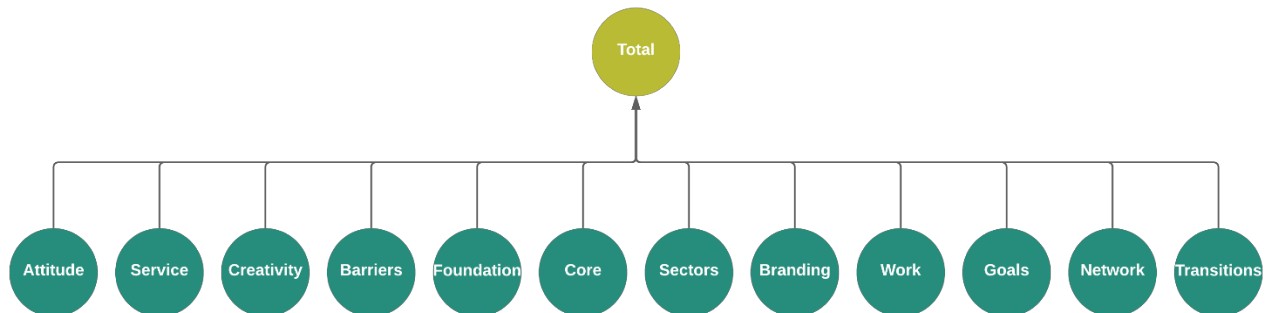 Total
Attitude
Service
Creativity
Barriers
Foundation
Core
Sectors
Branding
Work
Goals
Network
Transitions